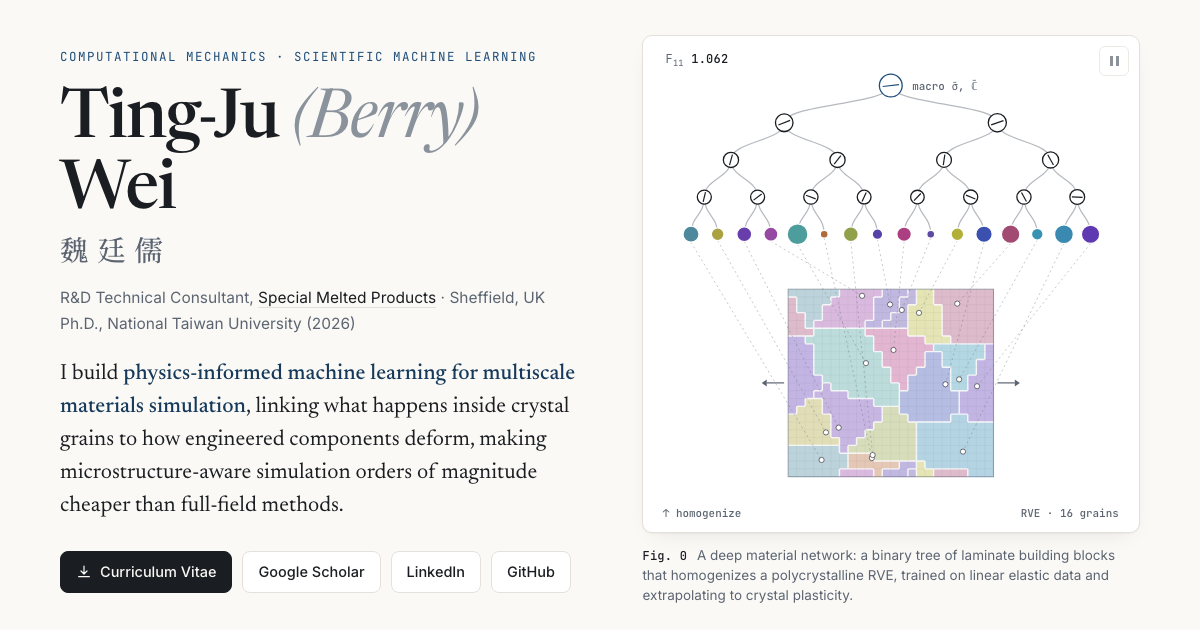 COMPUTATIONAL MECHANICS · SCIENTIFIC MACHINE LEARNING
Ting-Ju (Berry)
Wei
魏廷儒
R&D Technical Consultant, Special Melted Products · Sheffield, UK
Ph.D., National Taiwan University (2026)
I build physics-informed machine learning for multiscale
materials simulation, linking what happens inside crystal
grains to how engineered components deform, making
microstructure-aware simulation orders of magnitude
cheaper than full-field methods.
Curriculum Vitae
Google Scholar
LinkedIn
GitHub
F₁₁ 1.062
macro σ̄, C̄
↑ homogenize
RVE · 16 grains
Fig. 0 A deep material network: a binary tree of laminate building blocks
that homogenizes a polycrystalline RVE, trained on linear elastic data and
extrapolating to crystal plasticity.